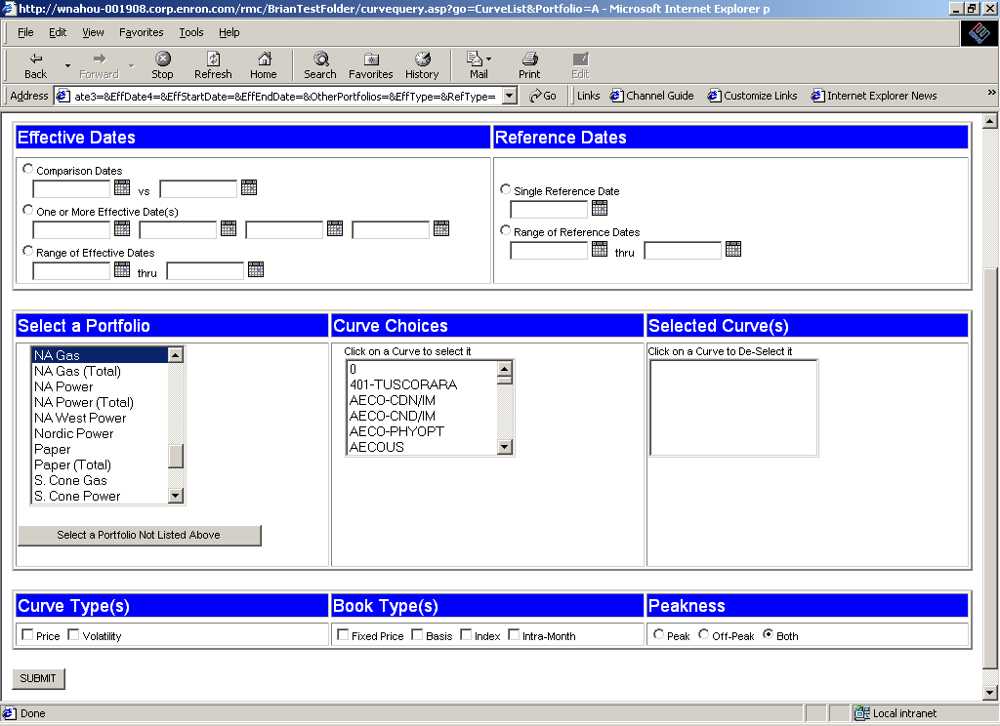 http://wnahou-001908.corp.enron.com/rmc/BrianTestFolder/curvequery.asp?go=CurveList&Portfolio=A - Microsoft Internet Explorer p
File Edit View Favorites Tools Help
Back Forward Stop Refresh Home Search Favorites History Mail Print Edit
Address ate3=&EffDate4=&EffStartDate=&EffEndDate=&OtherPortfolios=&EffType=&RefType= Go Links Channel Guide Customize Links Internet Explorer News »
Effective Dates Reference Dates
Comparison Dates
vs
One or More Effective Date(s)
Range of Effective Dates
thru
Single Reference Date
Range of Reference Dates
thru
Select a Portfolio Curve Choices Selected Curve(s)
NA Gas
NA Gas (Total)
NA Power
NA Power (Total)
NA West Power
Nordic Power
Paper
Paper (Total)
S. Cone Gas
S. Cone Power
Select a Portfolio Not Listed Above
Click on a Curve to select it
0
401-TUSCORARA
AECO-CDN/IM
AECO-CND/IM
AECO-PHYOPT
AECOUS
Click on a Curve to De-Select it
Curve Type(s) Book Type(s) Peakness
Price Volatility Fixed Price Basis Index Intra-Month Peak Off-Peak Both
SUBMIT
Done Local intranet